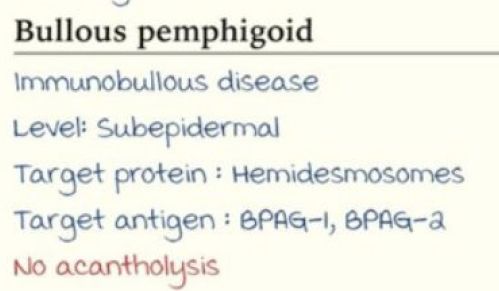 Bullous pemphigoid
Immunobullous disease
Level: Subepidermal
Target protein : Hemidesmosomes
Target antigen : BPAG-1, BPAG-2
No acantholysis